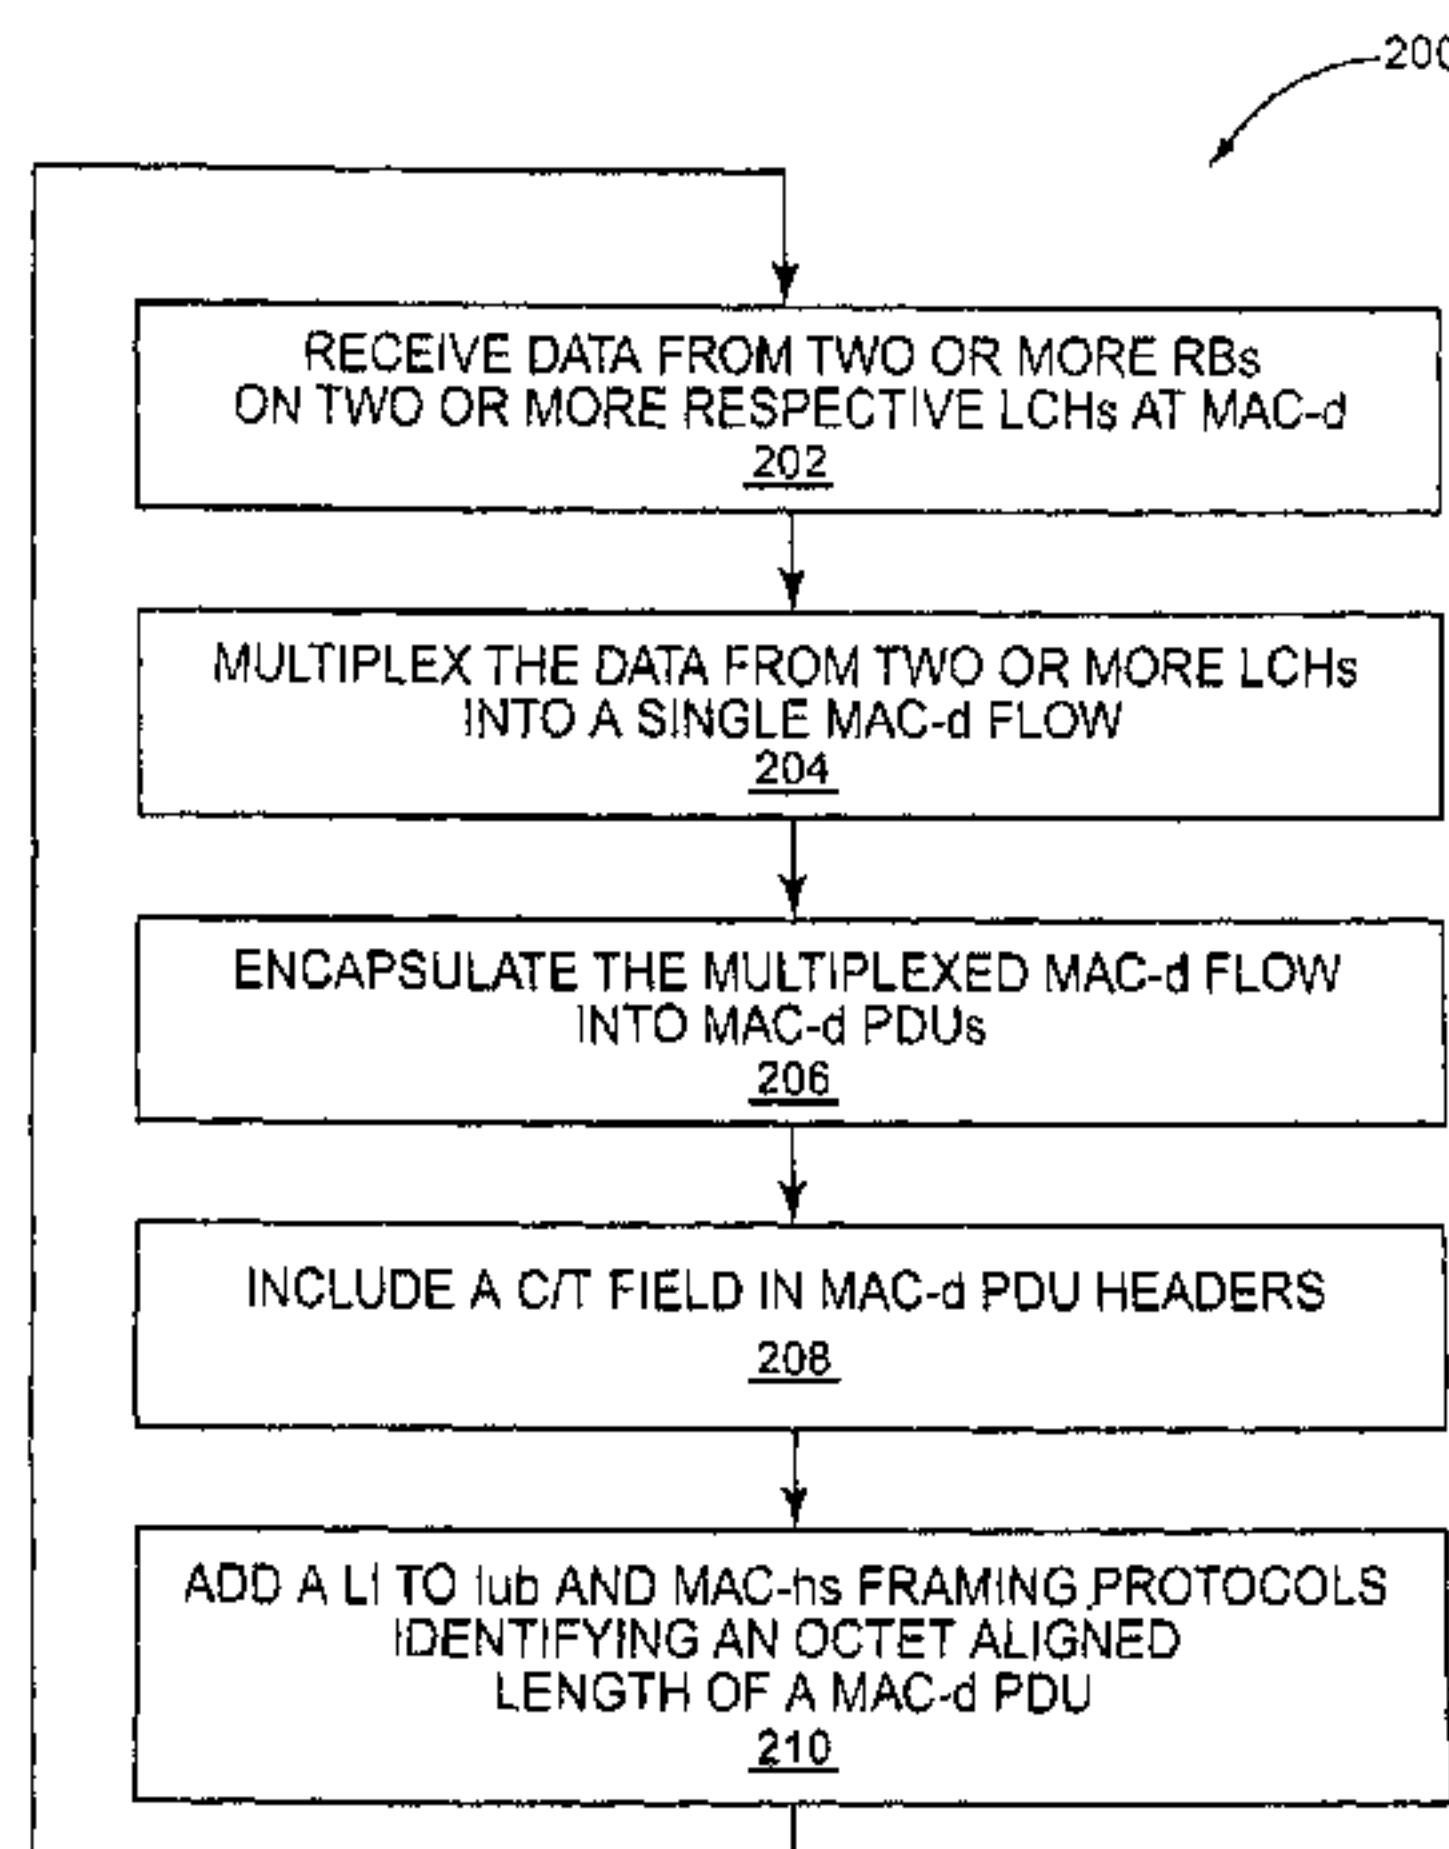 200
RECEIVE DATA FROM TWO OR MORE RBs
ON TWO OR MORE RESPECTIVE LCHs AT MAC-d
202
MULTIPLEX THE DATA FROM TWO OR MORE LCHs
INTO A SINGLE MAC-d FLOW
204
ENCAPSULATE THE MULTIPLEXED MAC-d FLOW
INTO MAC-d PDUs
206
INCLUDE A C/T FIELD IN MAC-d PDU HEADERS
208
ADD A LI TO Iub AND MAC-hs FRAMING PROTOCOLS
IDENTIFYING AN OCTET ALIGNED
LENGTH OF A MAC-d PDU
210